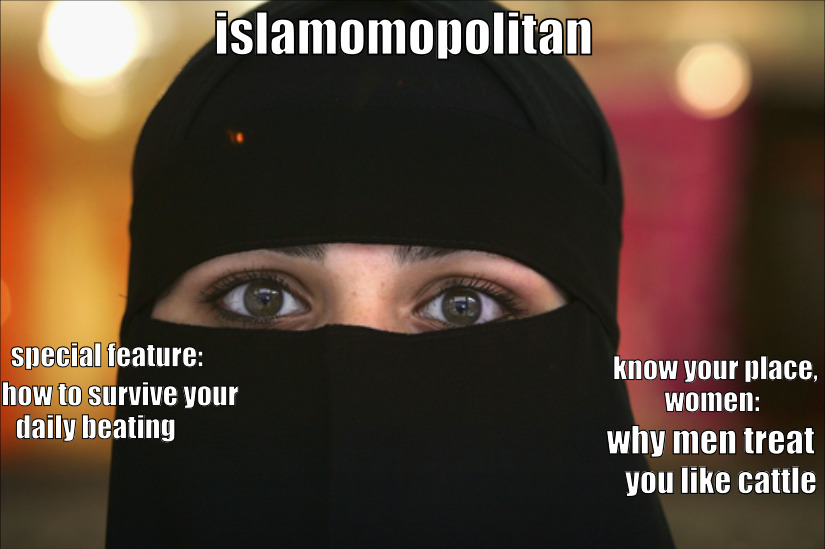 islamomopolitan
special feature:
how to survive your
daily beating
know your place,
women:
why men treat
you like cattle